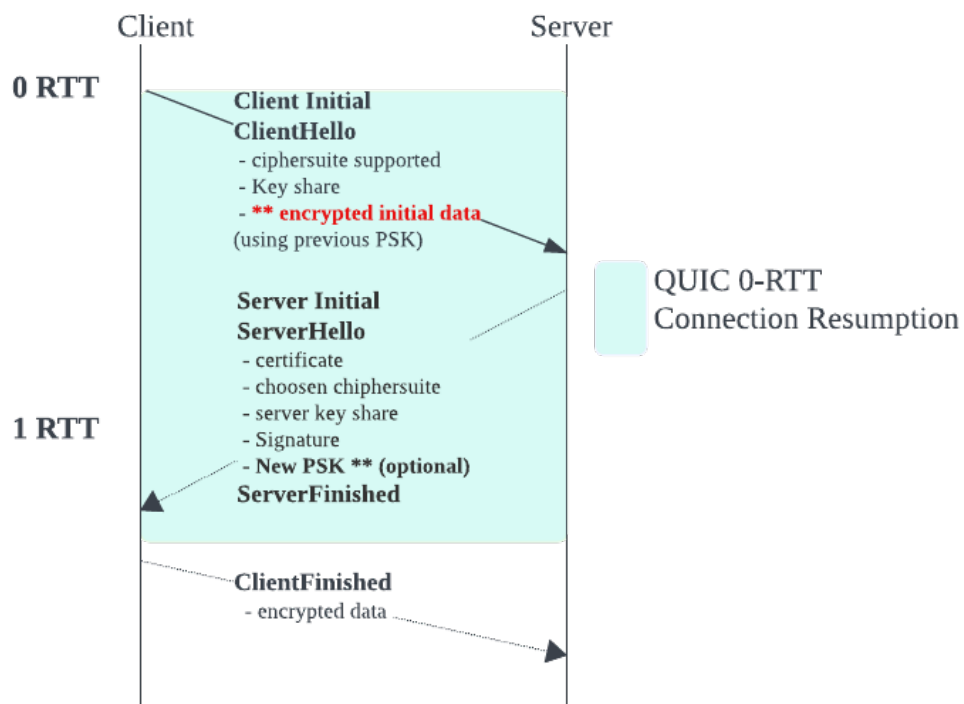 Client
Server
0 RTT
Client Initial
ClientHello
- ciphersuite supported
- Key share
- ** encrypted initial data
(using previous PSK)
QUIC 0-RTT
Connection Resumption
Server Initial
ServerHello
- certificate
- choosen chiphersuite
- server key share
1 RTT
- Signature
- New PSK ** (optional)
ServerFinished
ClientFinished
- encrypted data